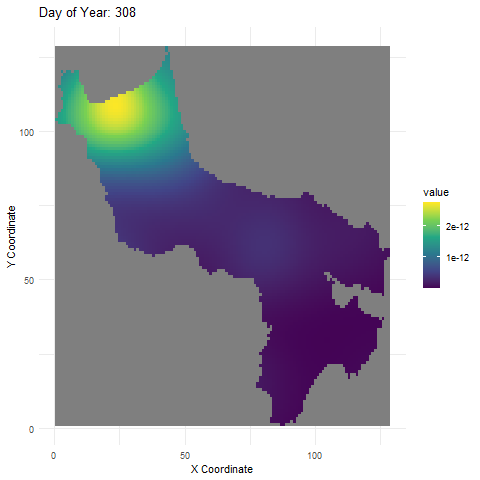 Day of Year: 308
value
2e-12
1e-12
100
50
0
Y Coordinate
0
50
100
X Coordinate